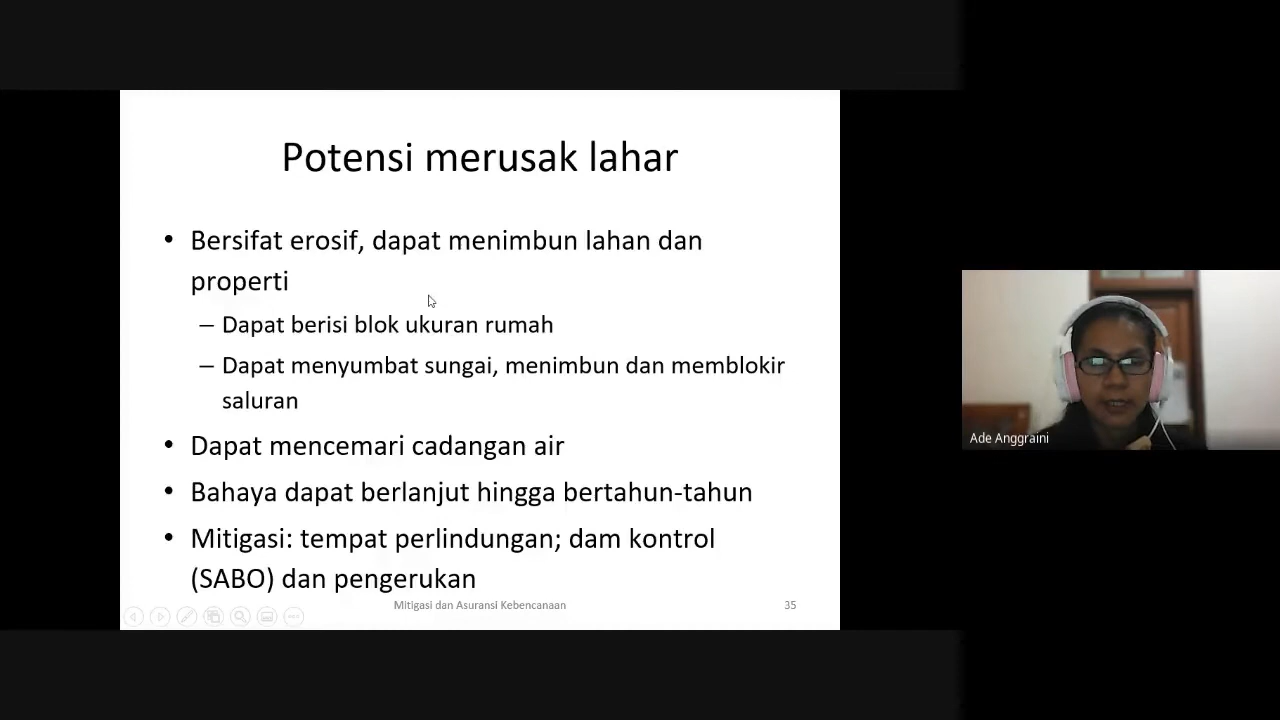 Potensi merusak lahar
• Bersifat erosif, dapat menimbun lahan dan
properti
– Dapat berisi blok ukuran rumah
– Dapat menyumbat sungai, menimbun dan memblokir
saluran
• Dapat mencemari cadangan air
• Bahaya dapat berlanjut hingga bertahun-tahun
• Mitigasi: tempat perlindungan; dam kontrol
(SABO) dan pengerukan
Mitigasi dan Asuransi Kebencanaan
35
Ade Anggraini